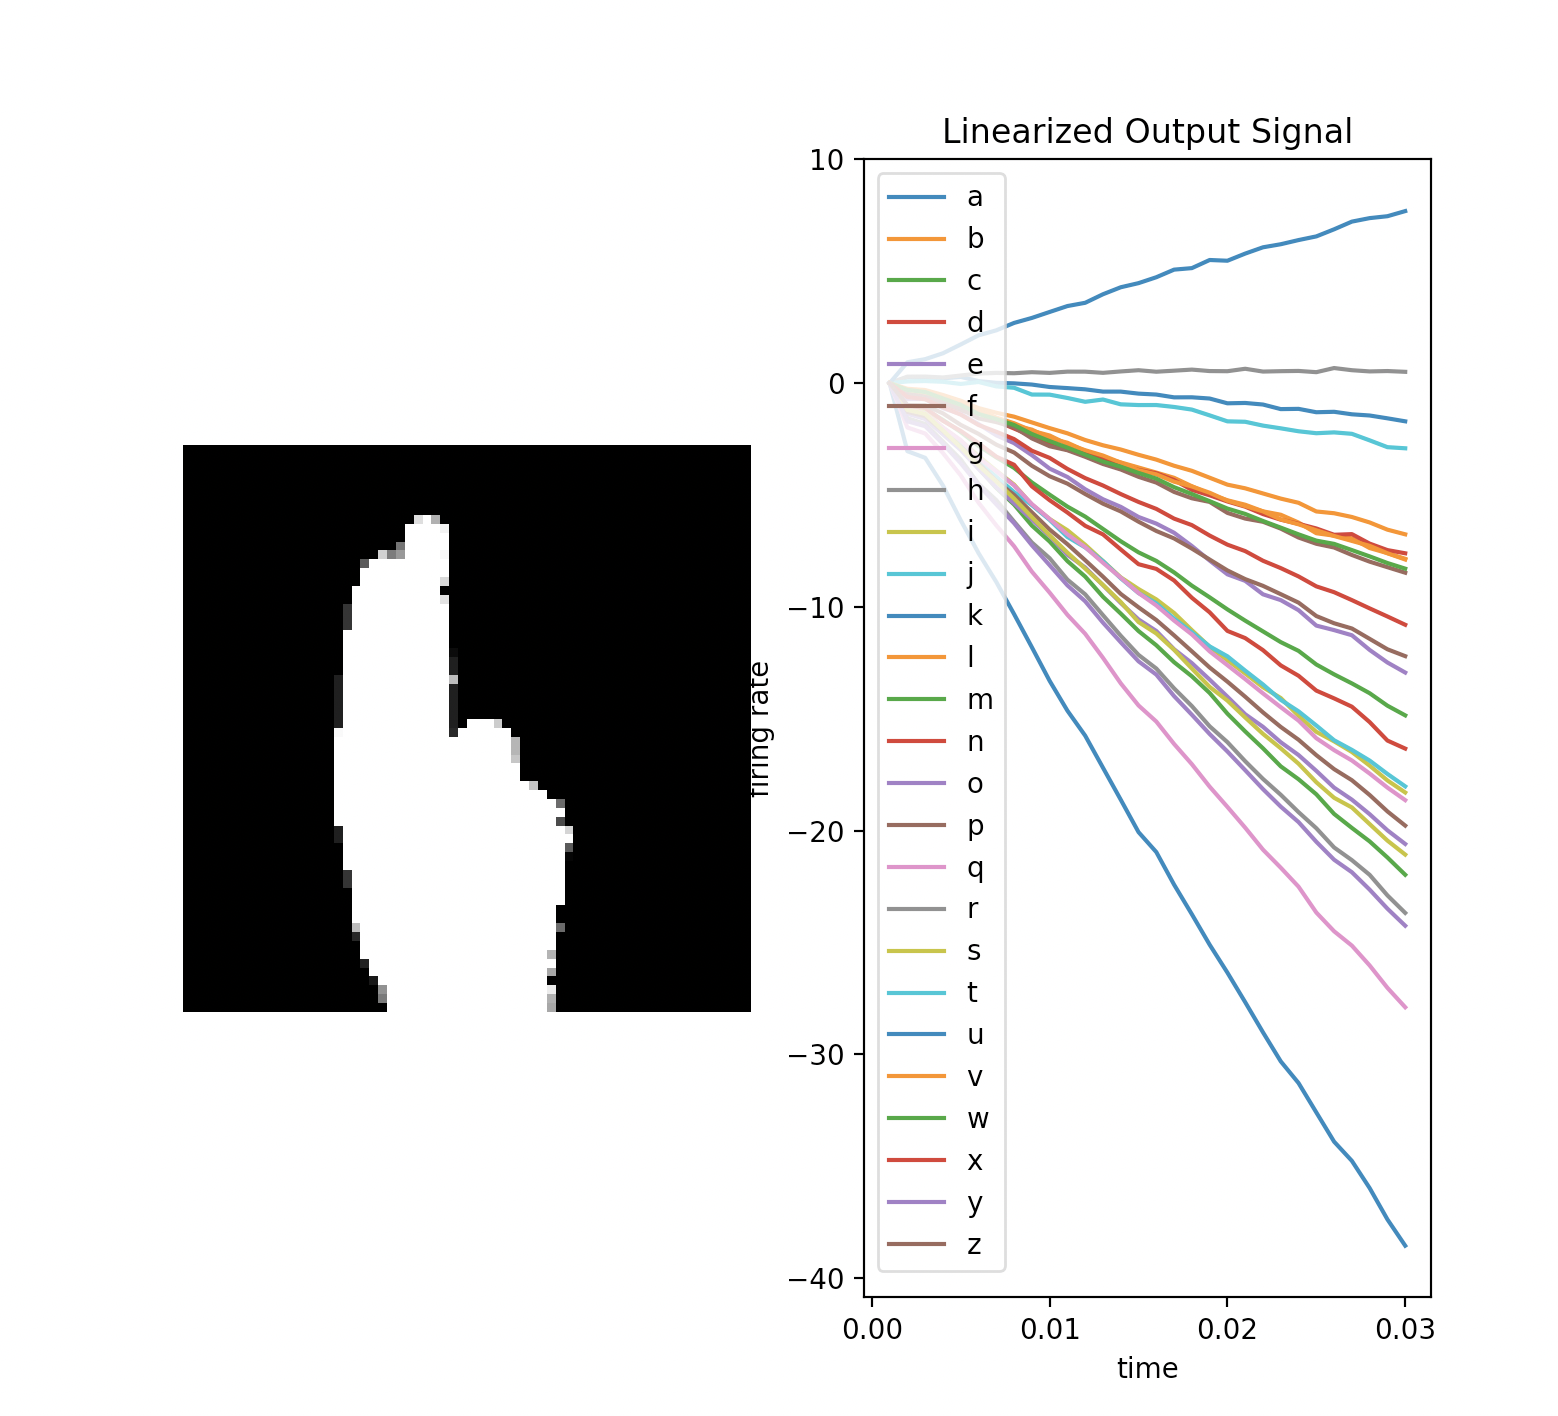 Linearized Output Signal
10
0
−10
−20
−30
−40
firing rate
a
b
c
d
e
f
g
h
i
j
k
l
m
n
o
p
q
r
s
t
u
v
w
x
y
z
0.00 0.01 0.02 0.03
time